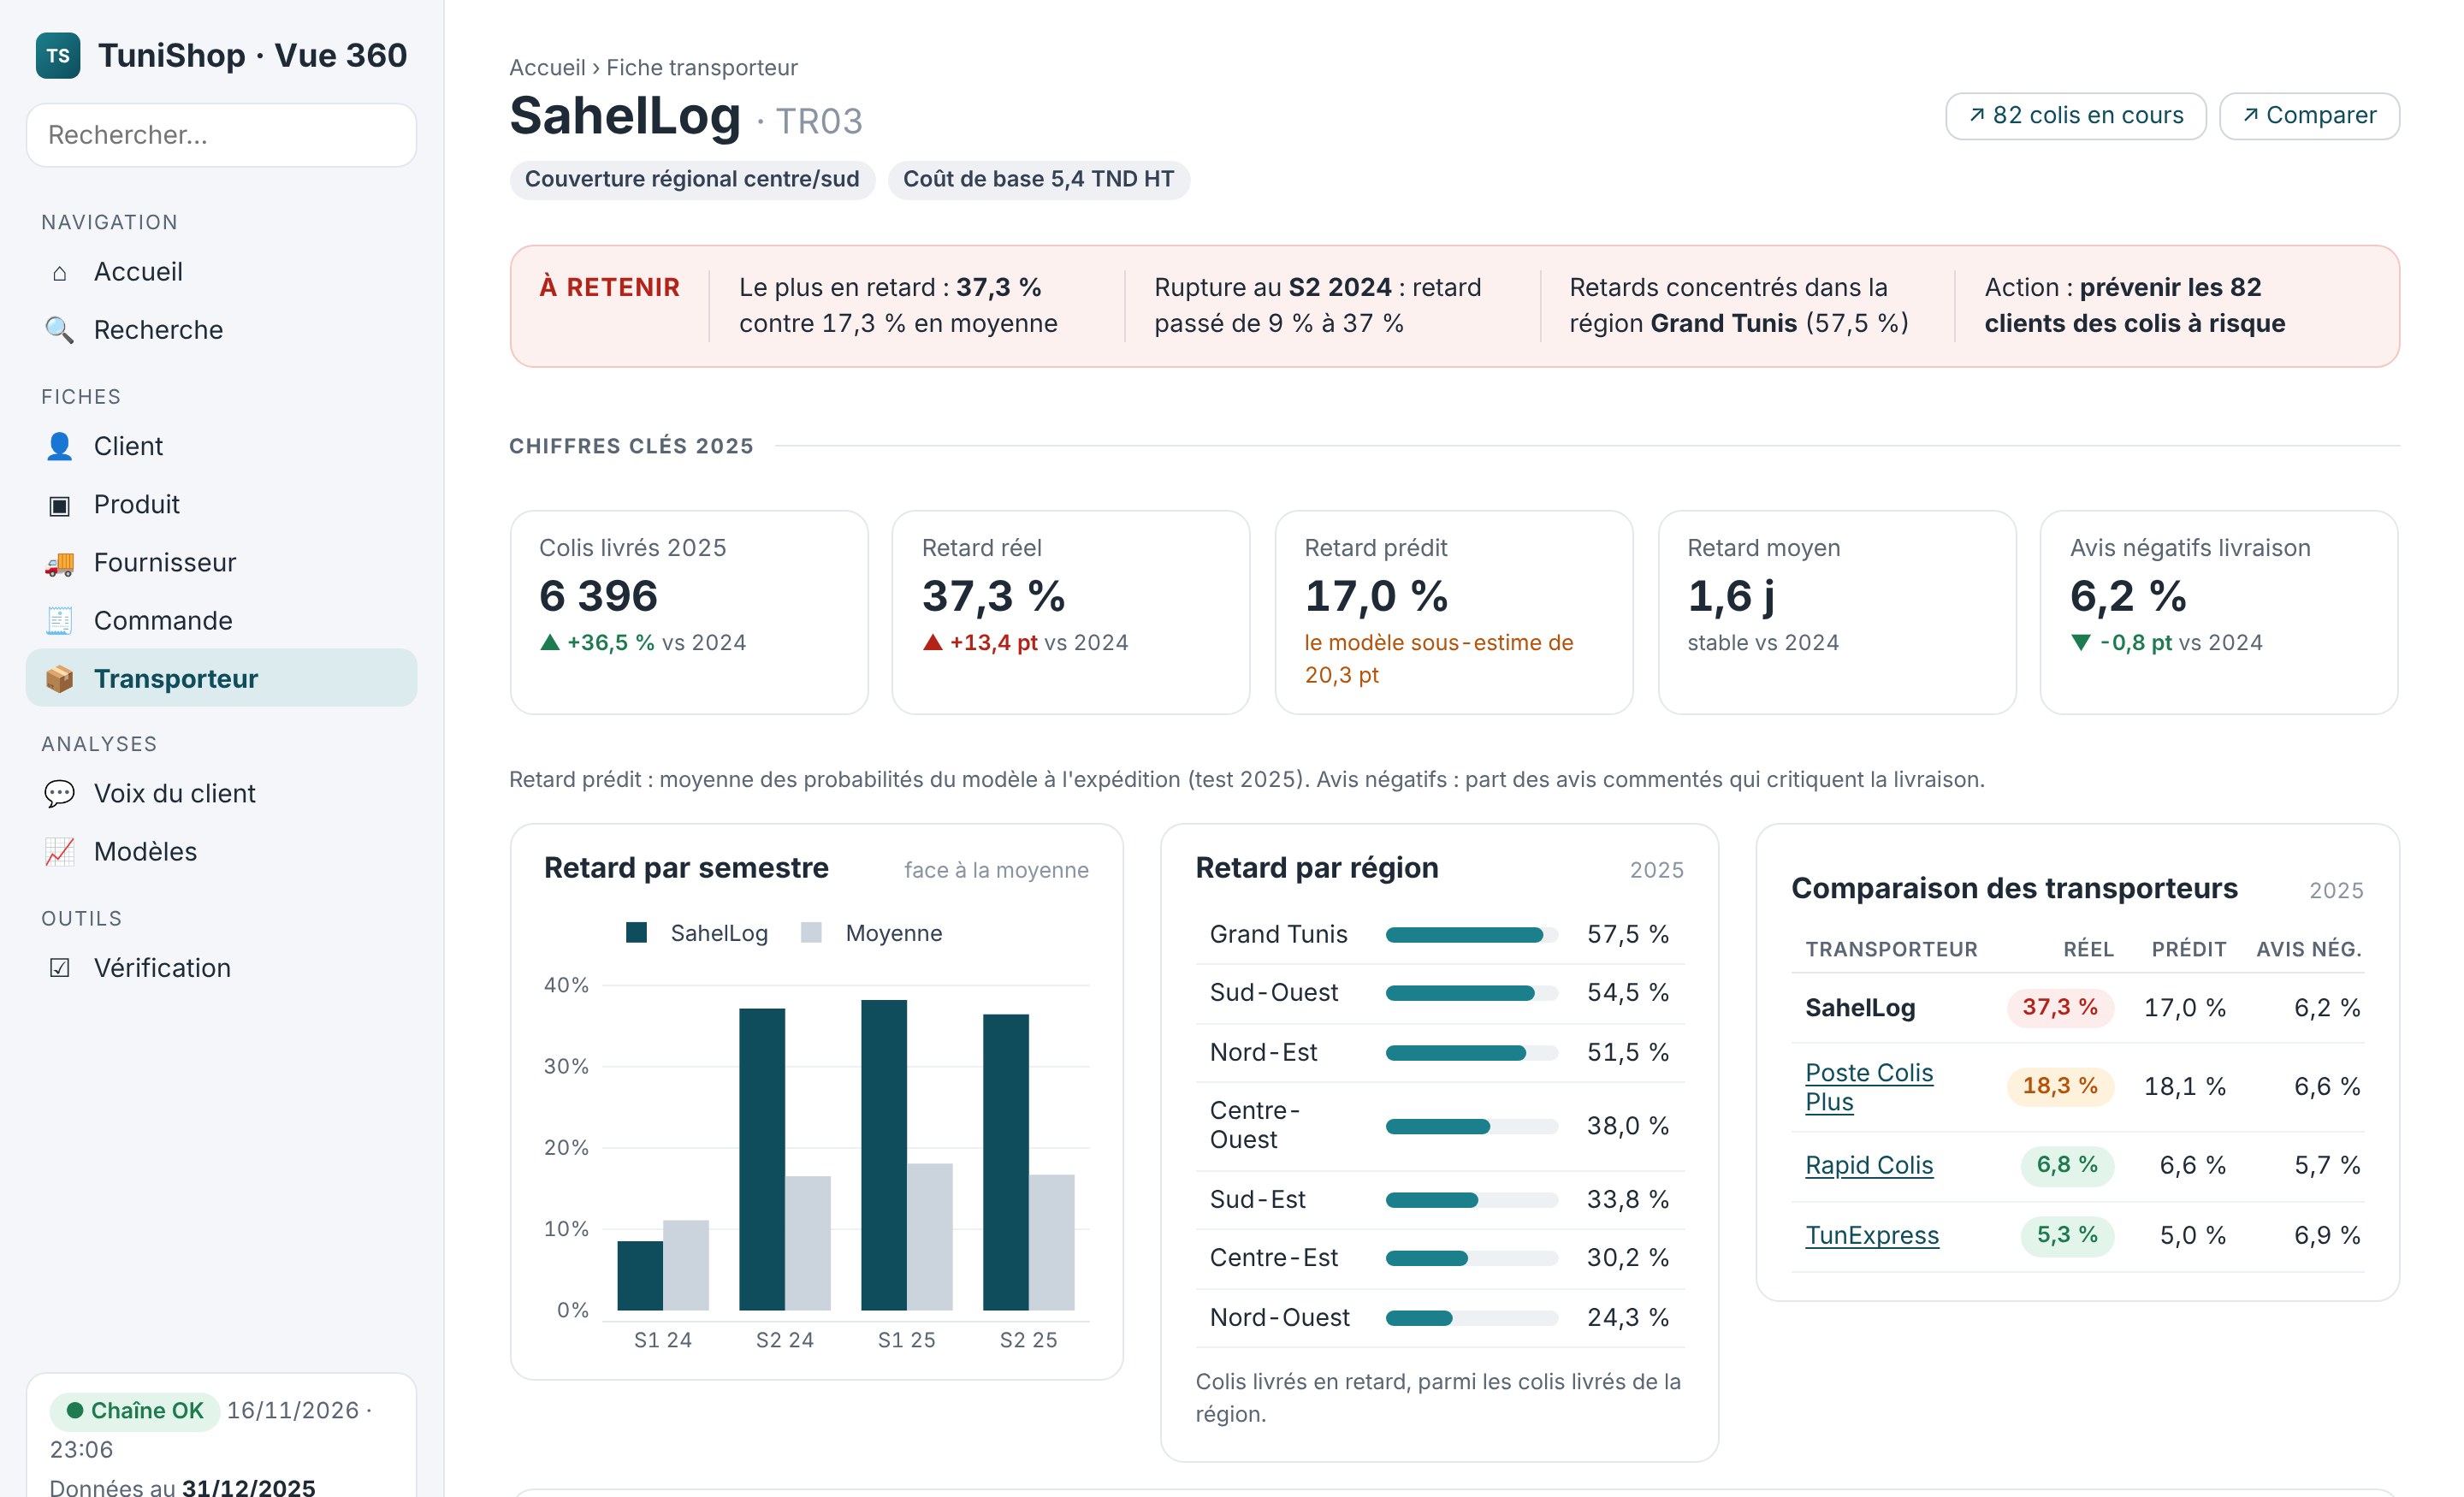 TS TuniShop · Vue 360
Rechercher...
NAVIGATION
Accueil
Recherche
FICHES
Client
Produit
Fournisseur
Commande
Transporteur
ANALYSES
Voix du client
Modèles
OUTILS
Vérification
● Chaîne OK 16/11/2026 ·
23:06
Données au 31/12/2025
Accueil › Fiche transporteur
SahelLog · TR03
↗ 82 colis en cours
↗ Comparer
Couverture régional centre/sud
Coût de base 5,4 TND HT
À RETENIR
Le plus en retard : 37,3 %
contre 17,3 % en moyenne
Rupture au S2 2024 : retard
passé de 9 % à 37 %
Retards concentrés dans la
région Grand Tunis (57,5 %)
Action : prévenir les 82
clients des colis à risque
CHIFFRES CLÉS 2025
Colis livrés 2025
6 396
▲ +36,5 % vs 2024
Retard réel
37,3 %
▲ +13,4 pt vs 2024
Retard prédit
17,0 %
le modèle sous-estime de
20,3 pt
Retard moyen
1,6 j
stable vs 2024
Avis négatifs livraison
6,2 %
▼ -0,8 pt vs 2024
Retard prédit : moyenne des probabilités du modèle à l'expédition (test 2025). Avis négatifs : part des avis commentés qui critiquent la livraison.
Retard par semestre face à la moyenne
SahelLog Moyenne
40%
30%
20%
10%
0%
S1 24 S2 24 S1 25 S2 25
Retard par région 2025
Grand Tunis 57,5 %
Sud-Ouest 54,5 %
Nord-Est 51,5 %
Centre-
Ouest 38,0 %
Sud-Est 33,8 %
Centre-Est 30,2 %
Nord-Ouest 24,3 %
Colis livrés en retard, parmi les colis livrés de la
région.
Comparaison des transporteurs 2025
TRANSPORTEUR RÉEL PRÉDIT AVIS NÉG.
SahelLog 37,3 % 17,0 % 6,2 %
Poste Colis
Plus 18,3 % 18,1 % 6,6 %
Rapid Colis 6,8 % 6,6 % 5,7 %
TunExpress 5,3 % 5,0 % 6,9 %